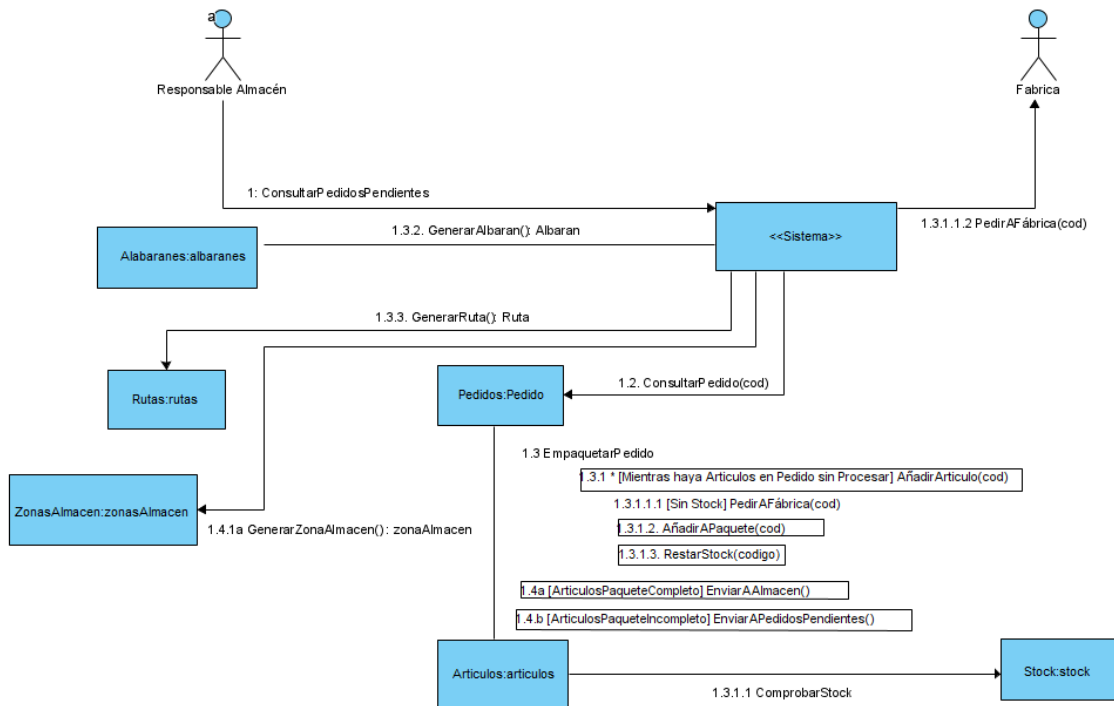 a
Responsable Almacén
Fabrica
1: ConsultarPedidosPendientes
1.3.2. GenerarAlbaran(): Albaran
<<Sistema>>
1.3.1.1.2 PedirAFábrica(cod)
Alabaranes:albaranes
1.3.3. GenerarRuta(): Ruta
Rutas:rutas
Pedidos:Pedido
1.2. ConsultarPedido(cod)
1.3 EmpaquetarPedido
1.3.1 * [Mientras haya Articulos en Pedido sin Procesar] AñadirArticulo(cod)
1.3.1.1.1 [Sin Stock] PedirAFábrica(cod)
ZonasAlmacen:zonasAlmacen
1.4.1a GenerarZonaAlmacen(): zonaAlmacen
1.3.1.2. AñadirAPaquete(cod)
1.3.1.3. RestarStock(codigo)
1.4a [ArticulosPaqueteCompleto] EnviarAAlmacen()
1.4.b [ArticulosPaqueteIncompleto] EnviarAPedidosPendientes()
Articulos:articulos
1.3.1.1 ComprobarStock
Stock:stock